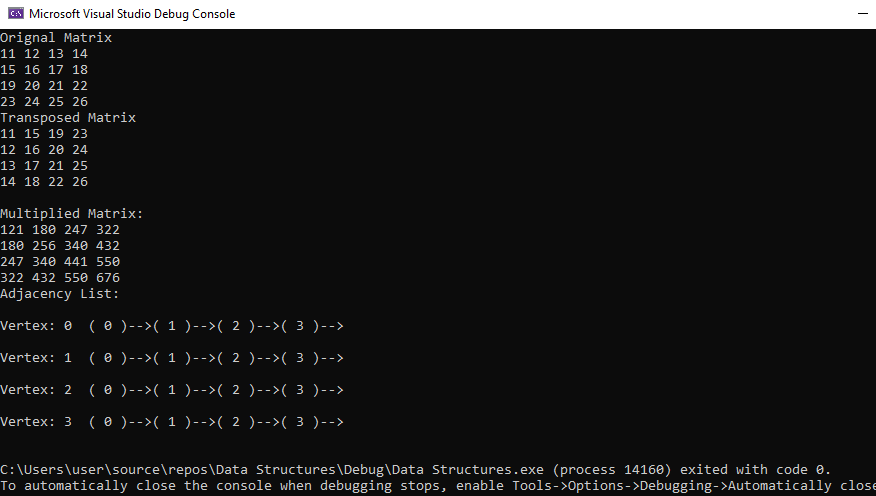 Microsoft Visual Studio Debug Console
Orignal Matrix
11 12 13 14
15 16 17 18
19 20 21 22
23 24 25 26
Transposed Matrix
11 15 19 23
12 16 20 24
13 17 21 25
14 18 22 26
Multiplied Matrix:
121 180 247 322
180 256 340 432
247 340 441 550
322 432 550 676
Adjacency List:
Vertex: 0  ( 0 )-->( 1 )-->( 2 )-->( 3 )-->
Vertex: 1  ( 0 )-->( 1 )-->( 2 )-->( 3 )-->
Vertex: 2  ( 0 )-->( 1 )-->( 2 )-->( 3 )-->
Vertex: 3  ( 0 )-->( 1 )-->( 2 )-->( 3 )-->
C:\Users\user\source\repos\Data Structures\Debug\Data Structures.exe (process 14160) exited with code 0.
To automatically close the console when debugging stops, enable Tools->Options->Debugging->Automatically close